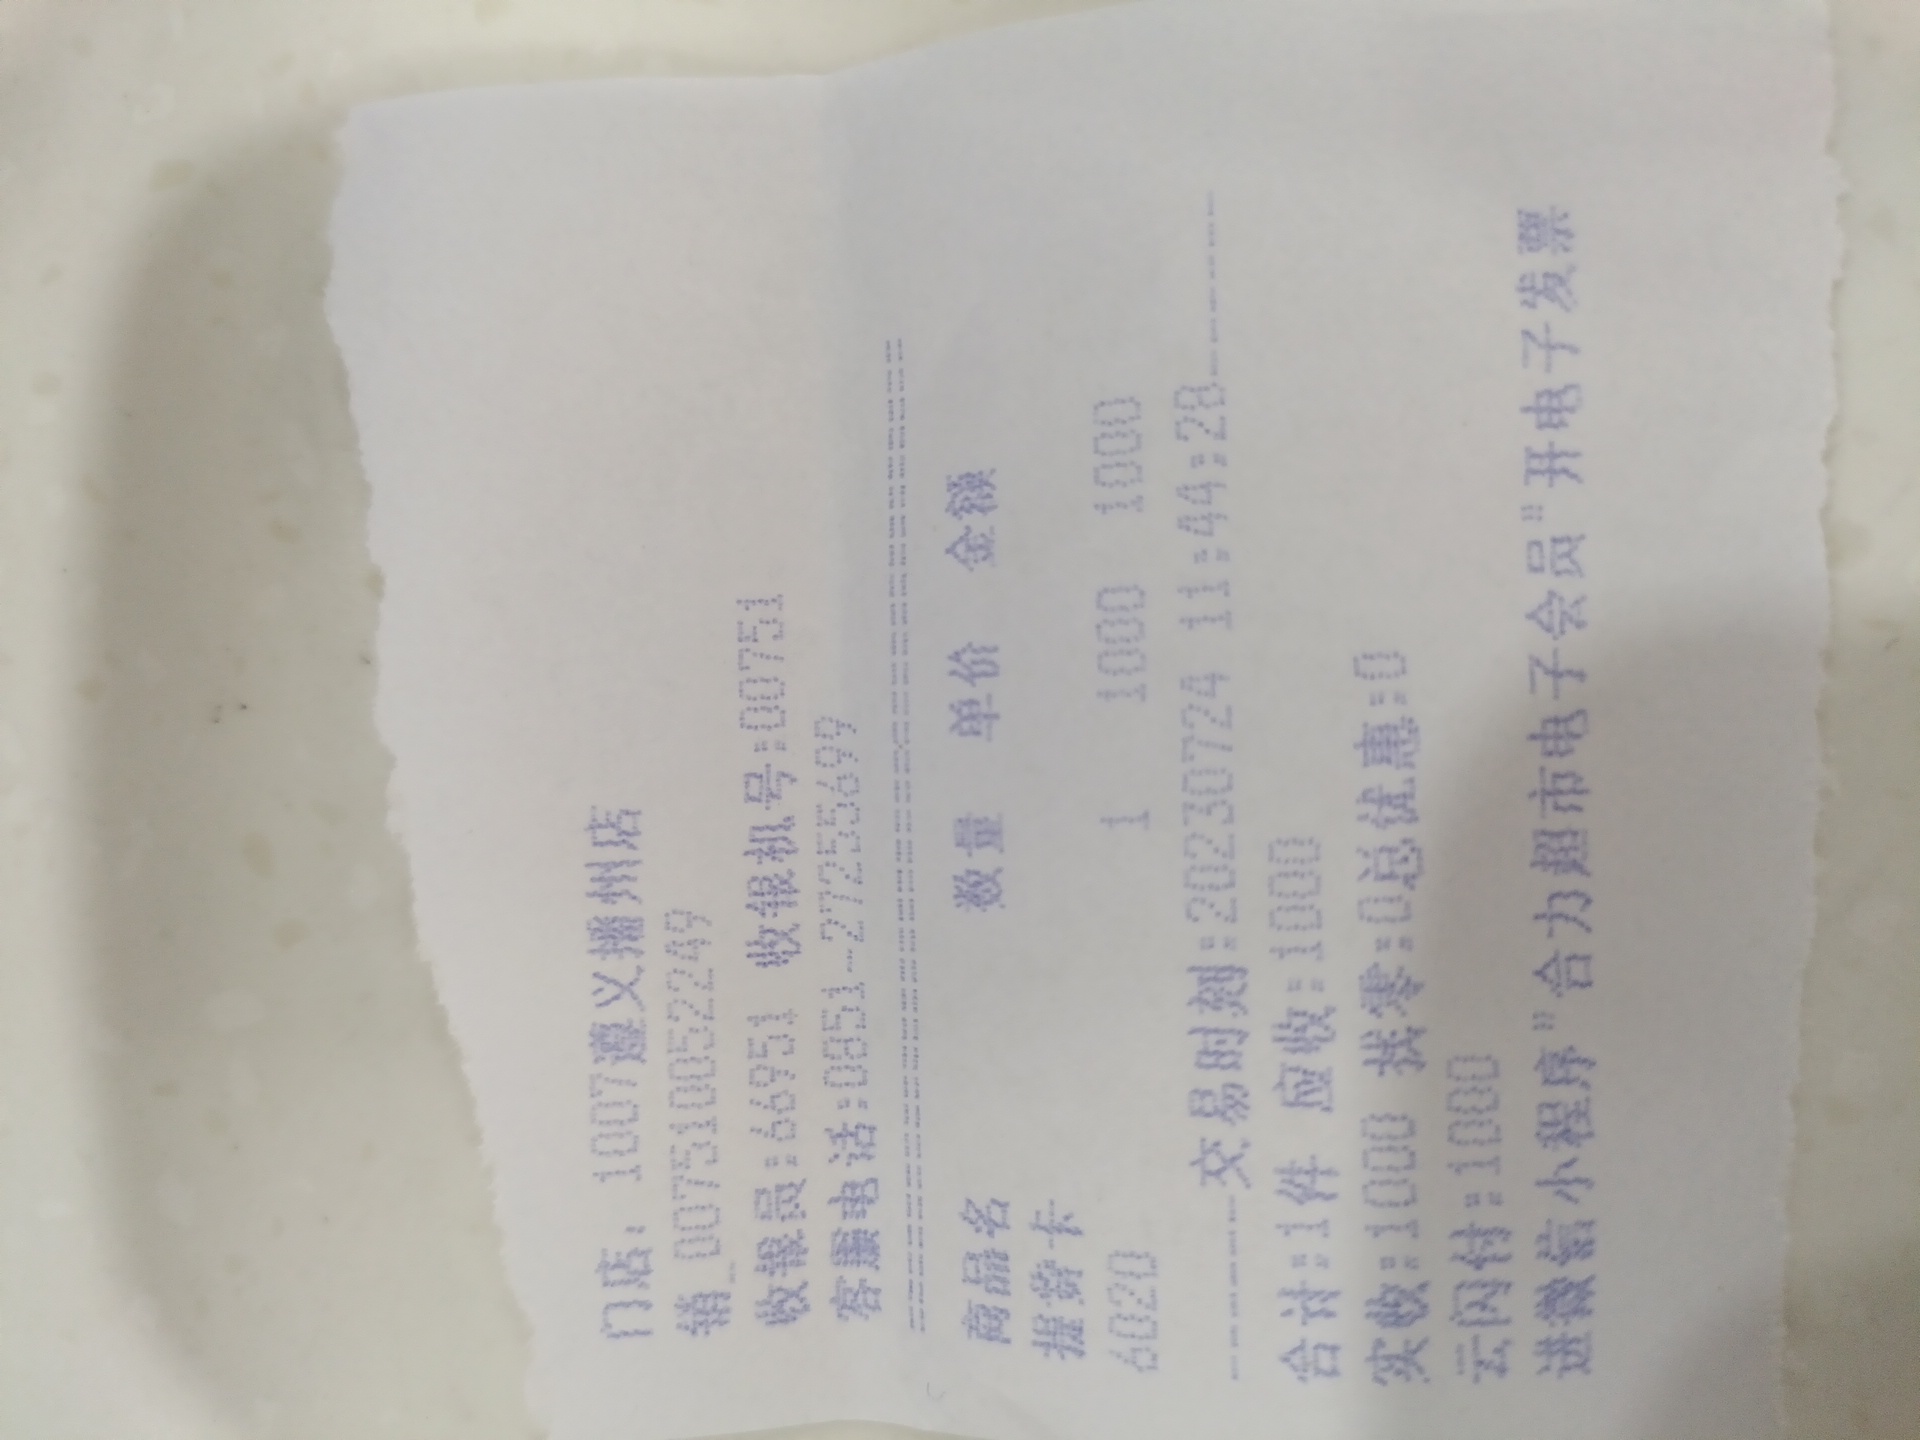 门店：1007遵义播州店
销_007510052249
收银员:66951 收银机号:00751
客服电话:0851-27255699
==================================
商品名 数量 单价 金额
提货卡
6020 1 1000 1000
------交易时刻:20230724 11:44:28------
合计:1件 应收:1000
实收:1000 找零:0总优惠:0
云闪付:1000
进微信小程序"合力超市电子会员"开电子发票